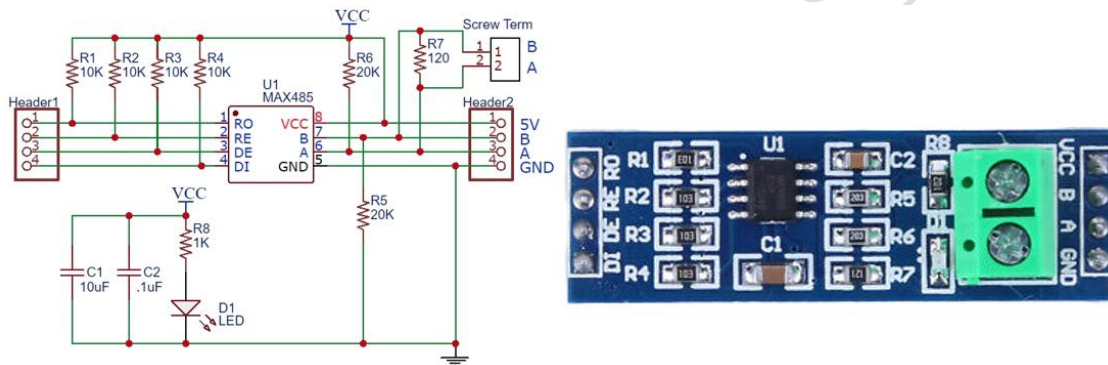 VCC
Screw Term
R1
10K
R2
10K
R3
10K
R4
10K
R6
20K
R7
120
1 1 B
2 2 A
U1
MAX485
Header1
Header2
1
2
3
4
1 RO
2 RE
3 DE
4 DI
VCC 8
B 7
A 6
GND 5
1 5V
2 B
3 A
4 GND
VCC
R8
1K
R5
20K
C1
10uF
C2
.1uF
D1
LED
RO
RE
DE
DI
R1
103
R2
103
R3
103
R4
103
U1
C1
C2
R5
203
R6
203
R7
121
R8
VCC
B
A
GND